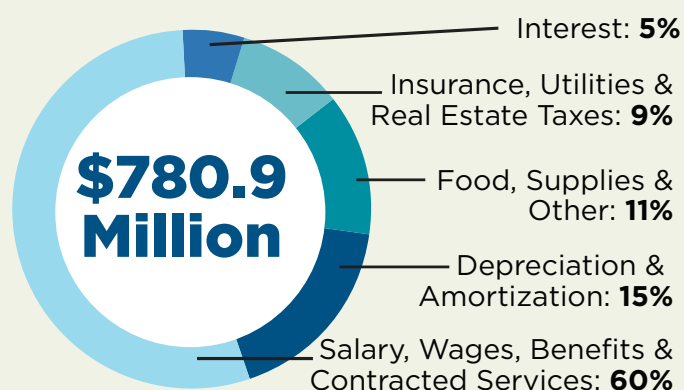 Interest: 5%
Insurance, Utilities &
Real Estate Taxes: 9%
$780.9
Million
Food, Supplies &
Other: 11%
Depreciation &
Amortization: 15%
Salary, Wages, Benefits &
Contracted Services: 60%